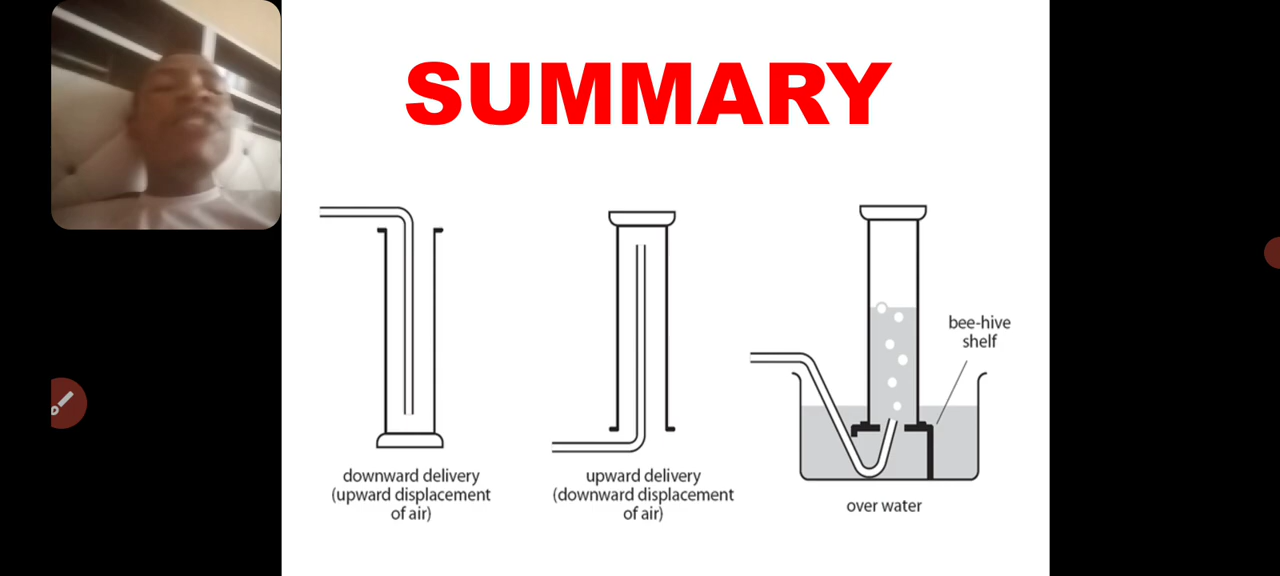 SUMMARY
bee-hive
shelf
downward delivery
(upward displacement
of air)
upward delivery
(downward displacement
of air)
over water